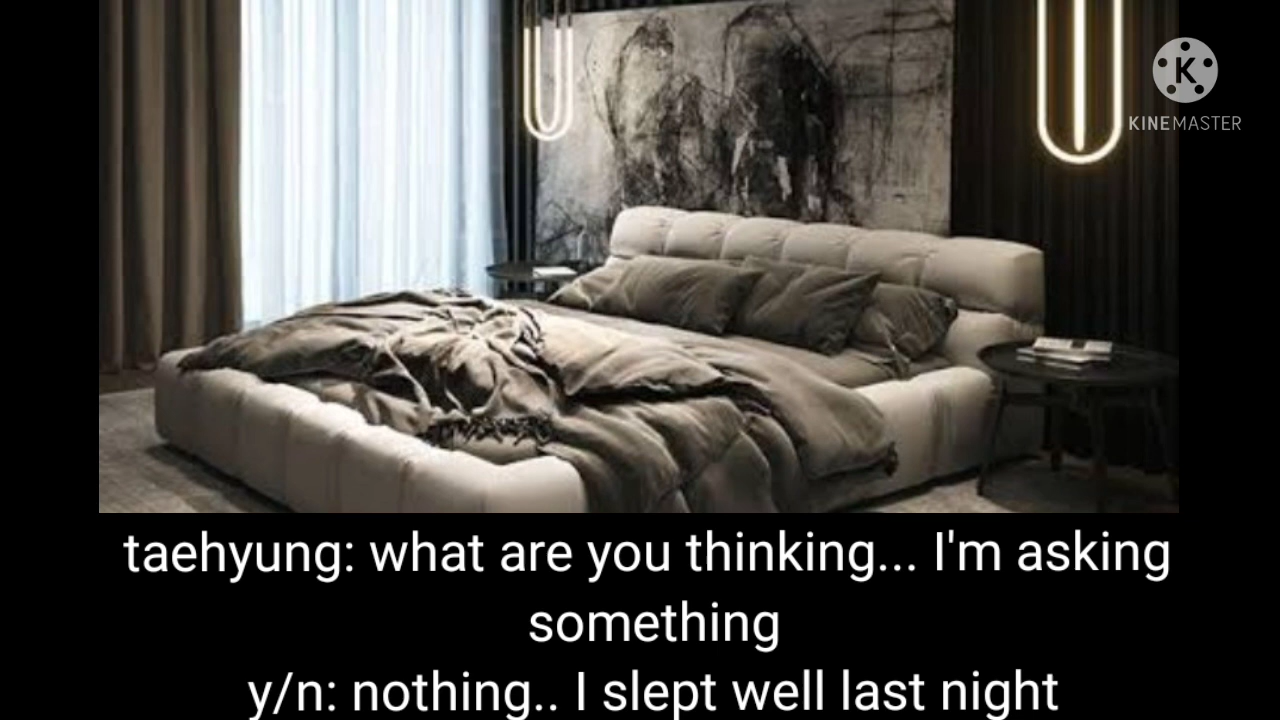 K
KINEMASTER
taehyung: what are you thinking... I'm asking
something
y/n: nothing.. I slept well last night